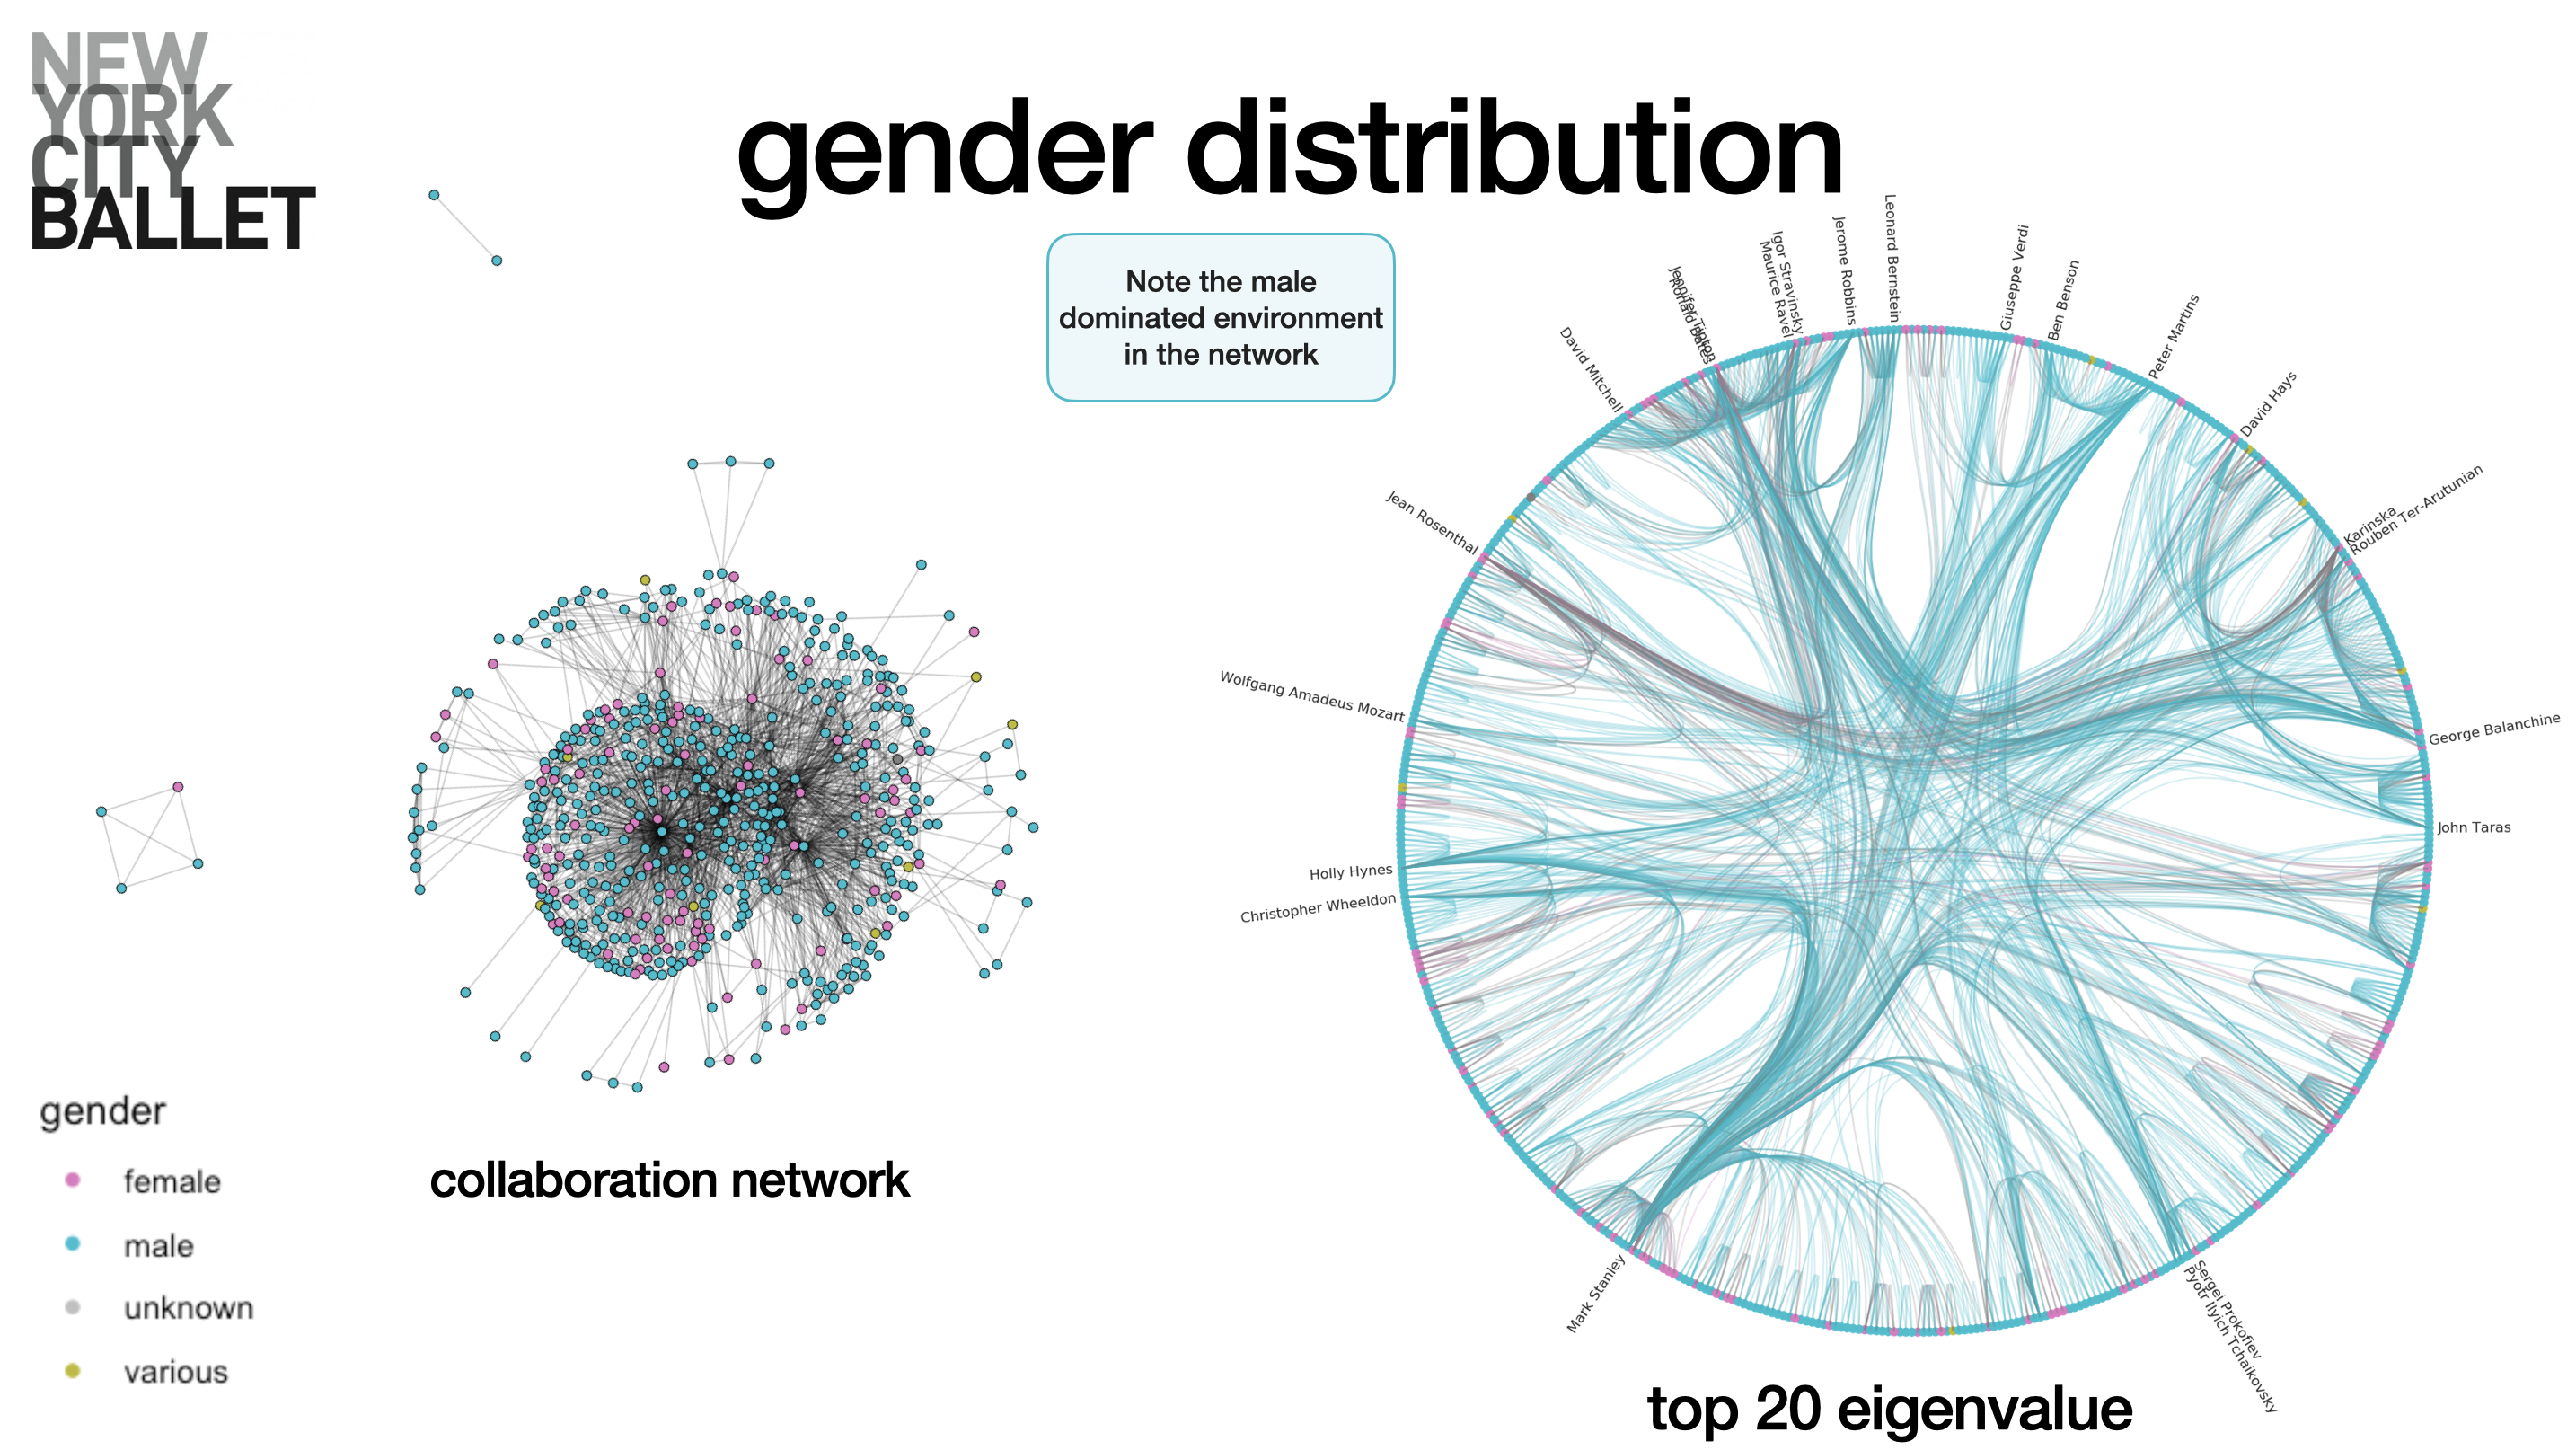 NEW
YORK
CITY
BALLET
gender distribution
Note the male
dominated environment
in the network
David Mitchell
Jennifer Tipton
Ronald Bates
Maurice Ravel
Igor Stravinsky
Jerome Robbins
Leonard Bernstein
Giuseppe Verdi
Ben Benson
Peter Martins
David Hays
Karinska
Rouben Ter-Arutunian
George Balanchine
John Taras
Jean Rosenthal
Wolfgang Amadeus Mozart
Holly Hynes
Christopher Wheeldon
Mark Stanley
Sergei Prokofiev
Pyotr Ilyich Tchaikovsky
gender
female
male
unknown
various
collaboration network
top 20 eigenvalue